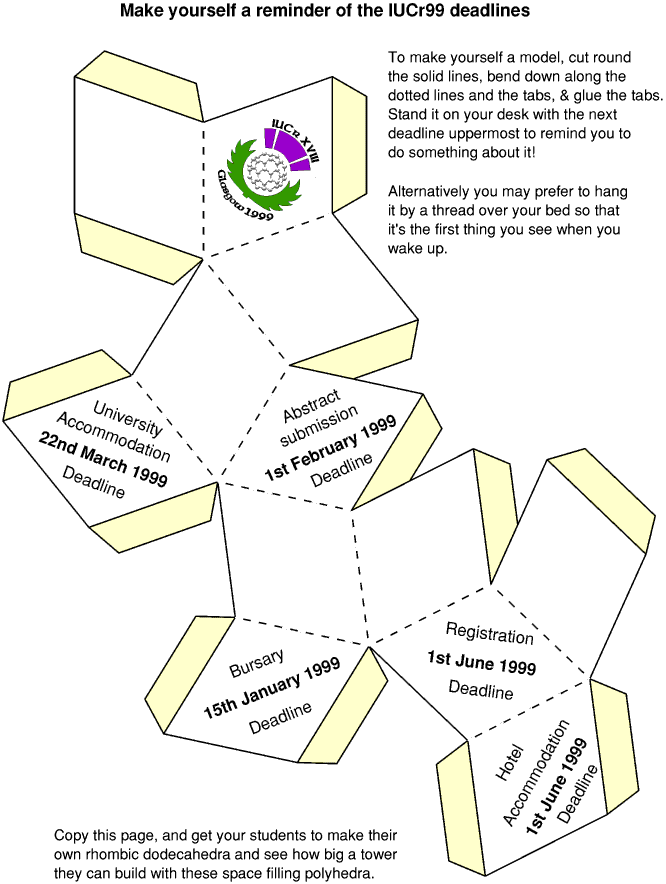 Make yourself a reminder of the IUCr99 deadlines
To make yourself a model, cut round
the solid lines, bend down along the
dotted lines and the tabs, & glue the tabs.
Stand it on your desk with the next
deadline uppermost to remind you to
do something about it!
Alternatively you may prefer to hang
it by a thread over your bed so that
it's the first thing you see when you
wake up.
IUCr XVIII
Glasgow 1999
University
Accommodation
22nd March 1999
Deadline
Abstract
submission
1st February 1999
Deadline
Bursary
15th January 1999
Deadline
Registration
1st June 1999
Deadline
Hotel
Accommodation
1st June 1999
Deadline
Copy this page, and get your students to make their
own rhombic dodecahedra and see how big a tower
they can build with these space filling polyhedra.